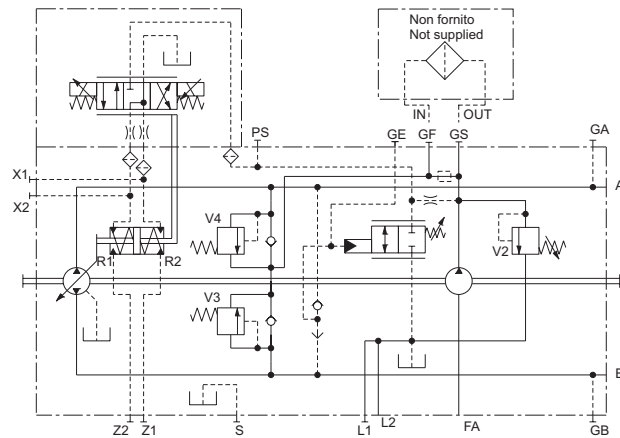 Non fornito
Not supplied
IN
OUT
PS
GE
GF
GS
GA
X1
X2
A
V4
V2
R1
R2
V3
B
Z2
Z1
S
L1
L2
FA
GB